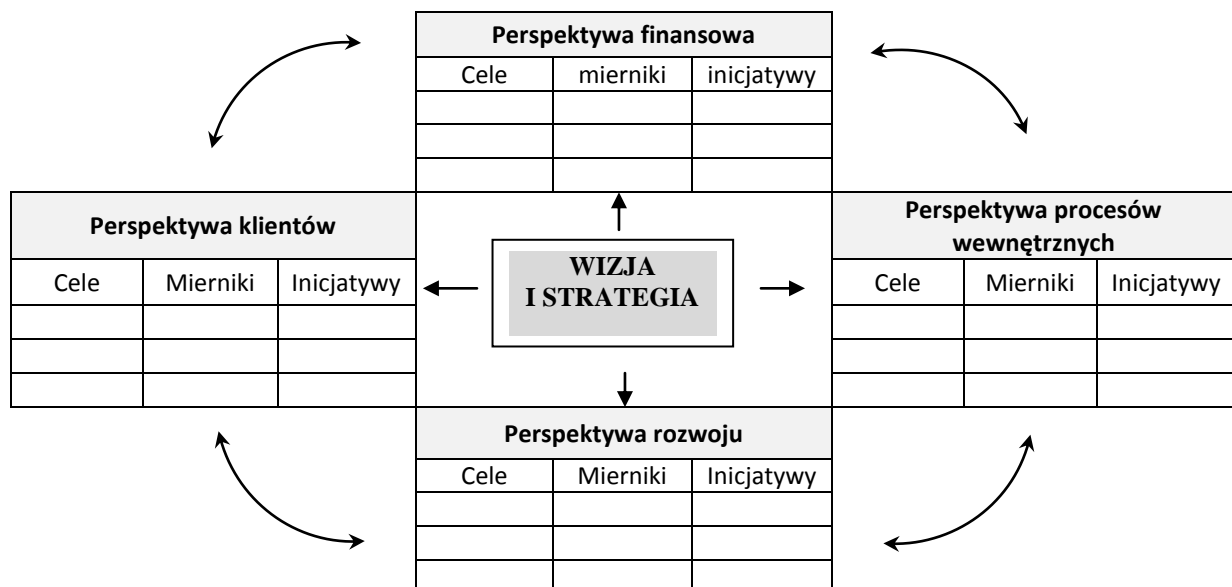 Perspektywa finansowa
Cele mierniki inicjatywy
Perspektywa klientów
Cele Mierniki Inicjatywy
WIZJA
I STRATEGIA
Perspektywa procesów
wewnętrznych
Cele Mierniki Inicjatywy
Perspektywa rozwoju
Cele Mierniki Inicjatywy